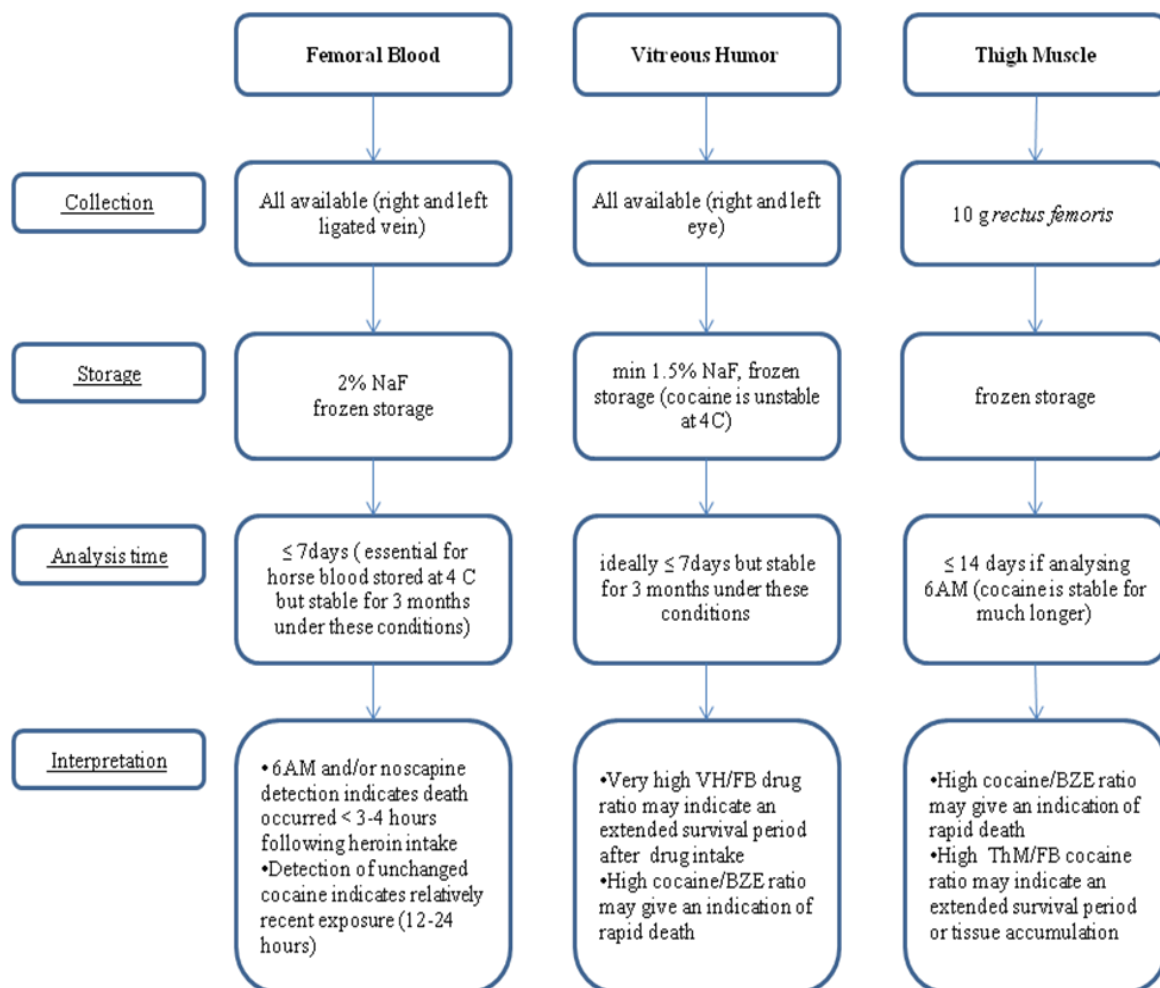 Femoral Blood
Vitreous Humor
Thigh Muscle
Collection
All available (right and left
ligated vein)
All available (right and left
eye)
10 g rectus femoris
Storage
2% NaF
frozen storage
min 1.5% NaF, frozen
storage (cocaine is unstable
at 4C)
frozen storage
Analysis time
≤ 7days ( essential for
horse blood stored at 4 C
but stable for 3 months
under these conditions)
ideally ≤ 7days but stable
for 3 months under these
conditions
≤ 14 days if analysing
6AM (cocaine is stable for
much longer)
Interpretation
•6AM and/or noscapine
detection indicates death
occurred < 3-4 hours
following heroin intake
•Detection of unchanged
cocaine indicates relatively
recent exposure (12-24
hours)
•Very high VH/FB drug
ratio may indicate an
extended survival period
after drug intake
•High cocaine/BZE ratio
may give an indication of
rapid death
•High cocaine/BZE ratio
may give an indication of
rapid death
•High ThM/FB cocaine
ratio may indicate an
extended survival period
or tissue accumulation